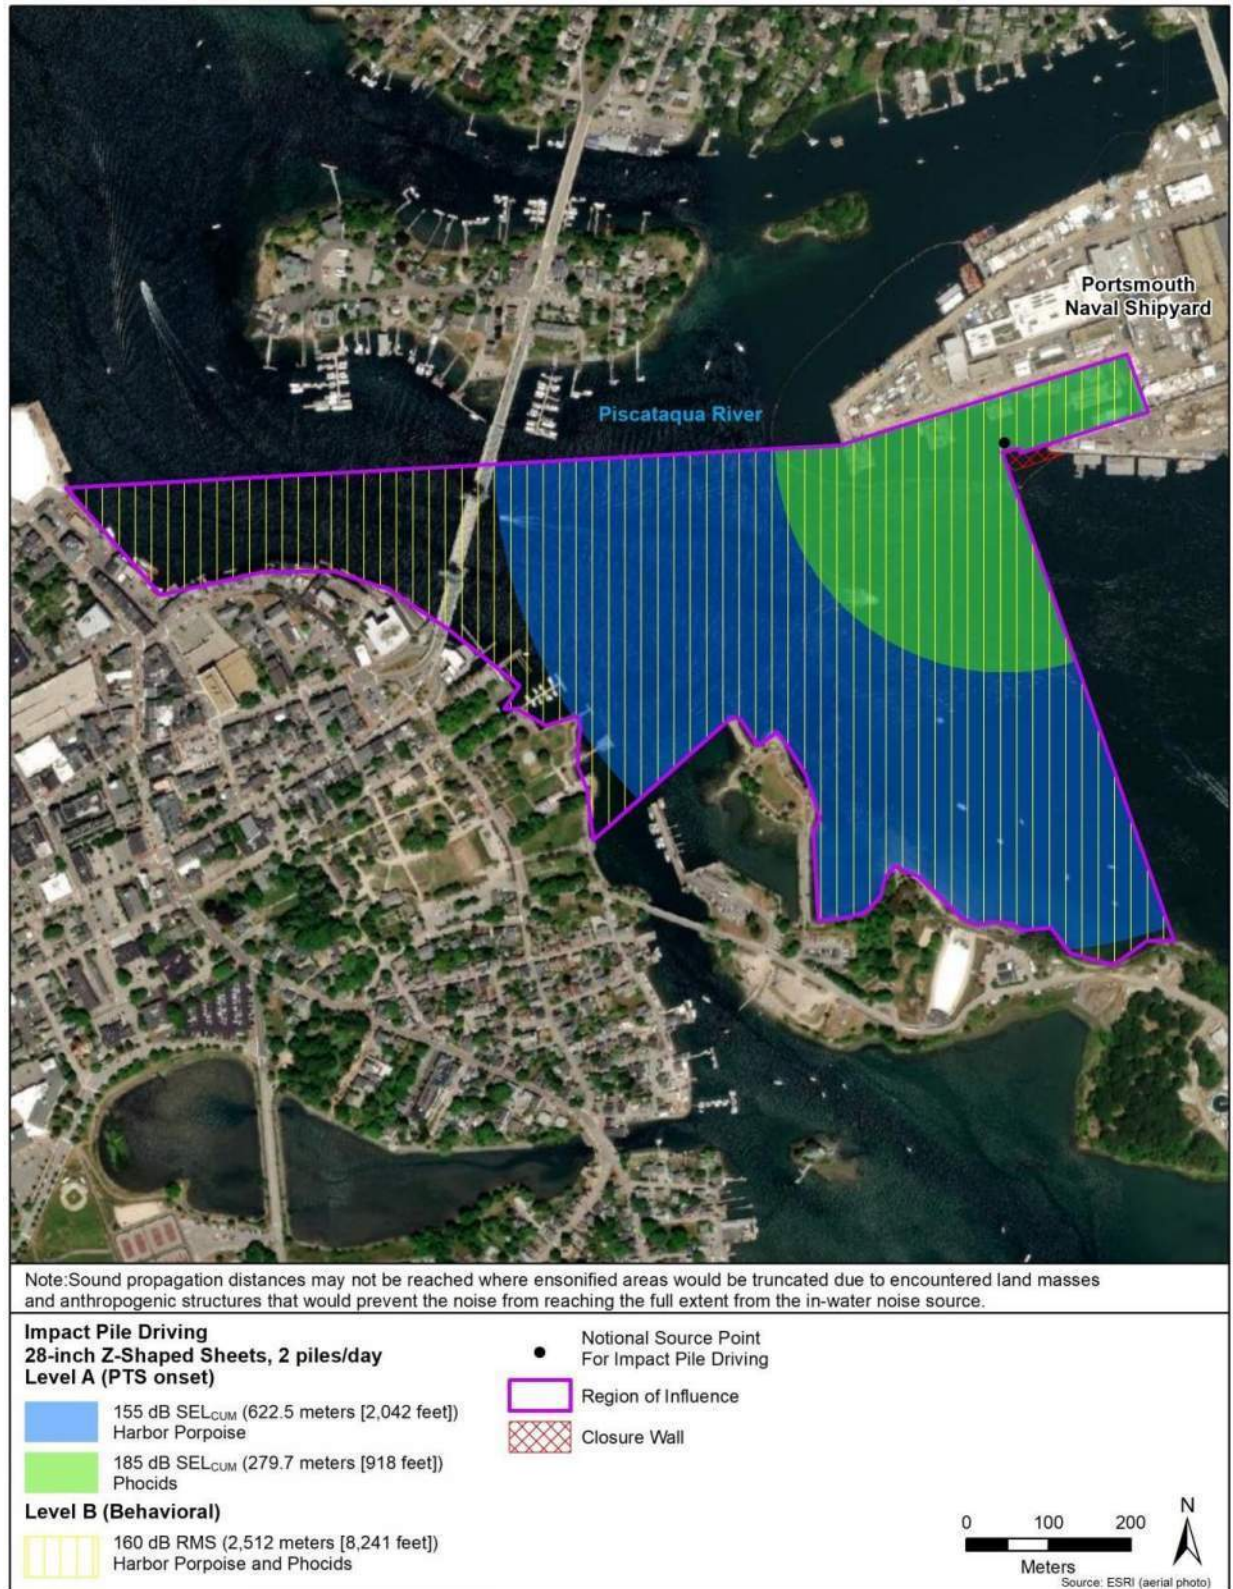 Portsmouth
Naval Shipyard
Piscataqua River
Note:Sound propagation distances may not be reached where ensonified areas would be truncated due to encountered land masses
and anthropogenic structures that would prevent the noise from reaching the full extent from the in-water noise source.
Impact Pile Driving
28-inch Z-Shaped Sheets, 2 piles/day
Level A (PTS onset)
155 dB SELCUM (622.5 meters [2,042 feet])
Harbor Porpoise
185 dB SELCUM (279.7 meters [918 feet])
Phocids
Level B (Behavioral)
160 dB RMS (2,512 meters [8,241 feet])
Harbor Porpoise and Phocids
Notional Source Point
For Impact Pile Driving
Region of Influence
Closure Wall
0 100 200
Meters
N
Source: ESRI (aerial photo)